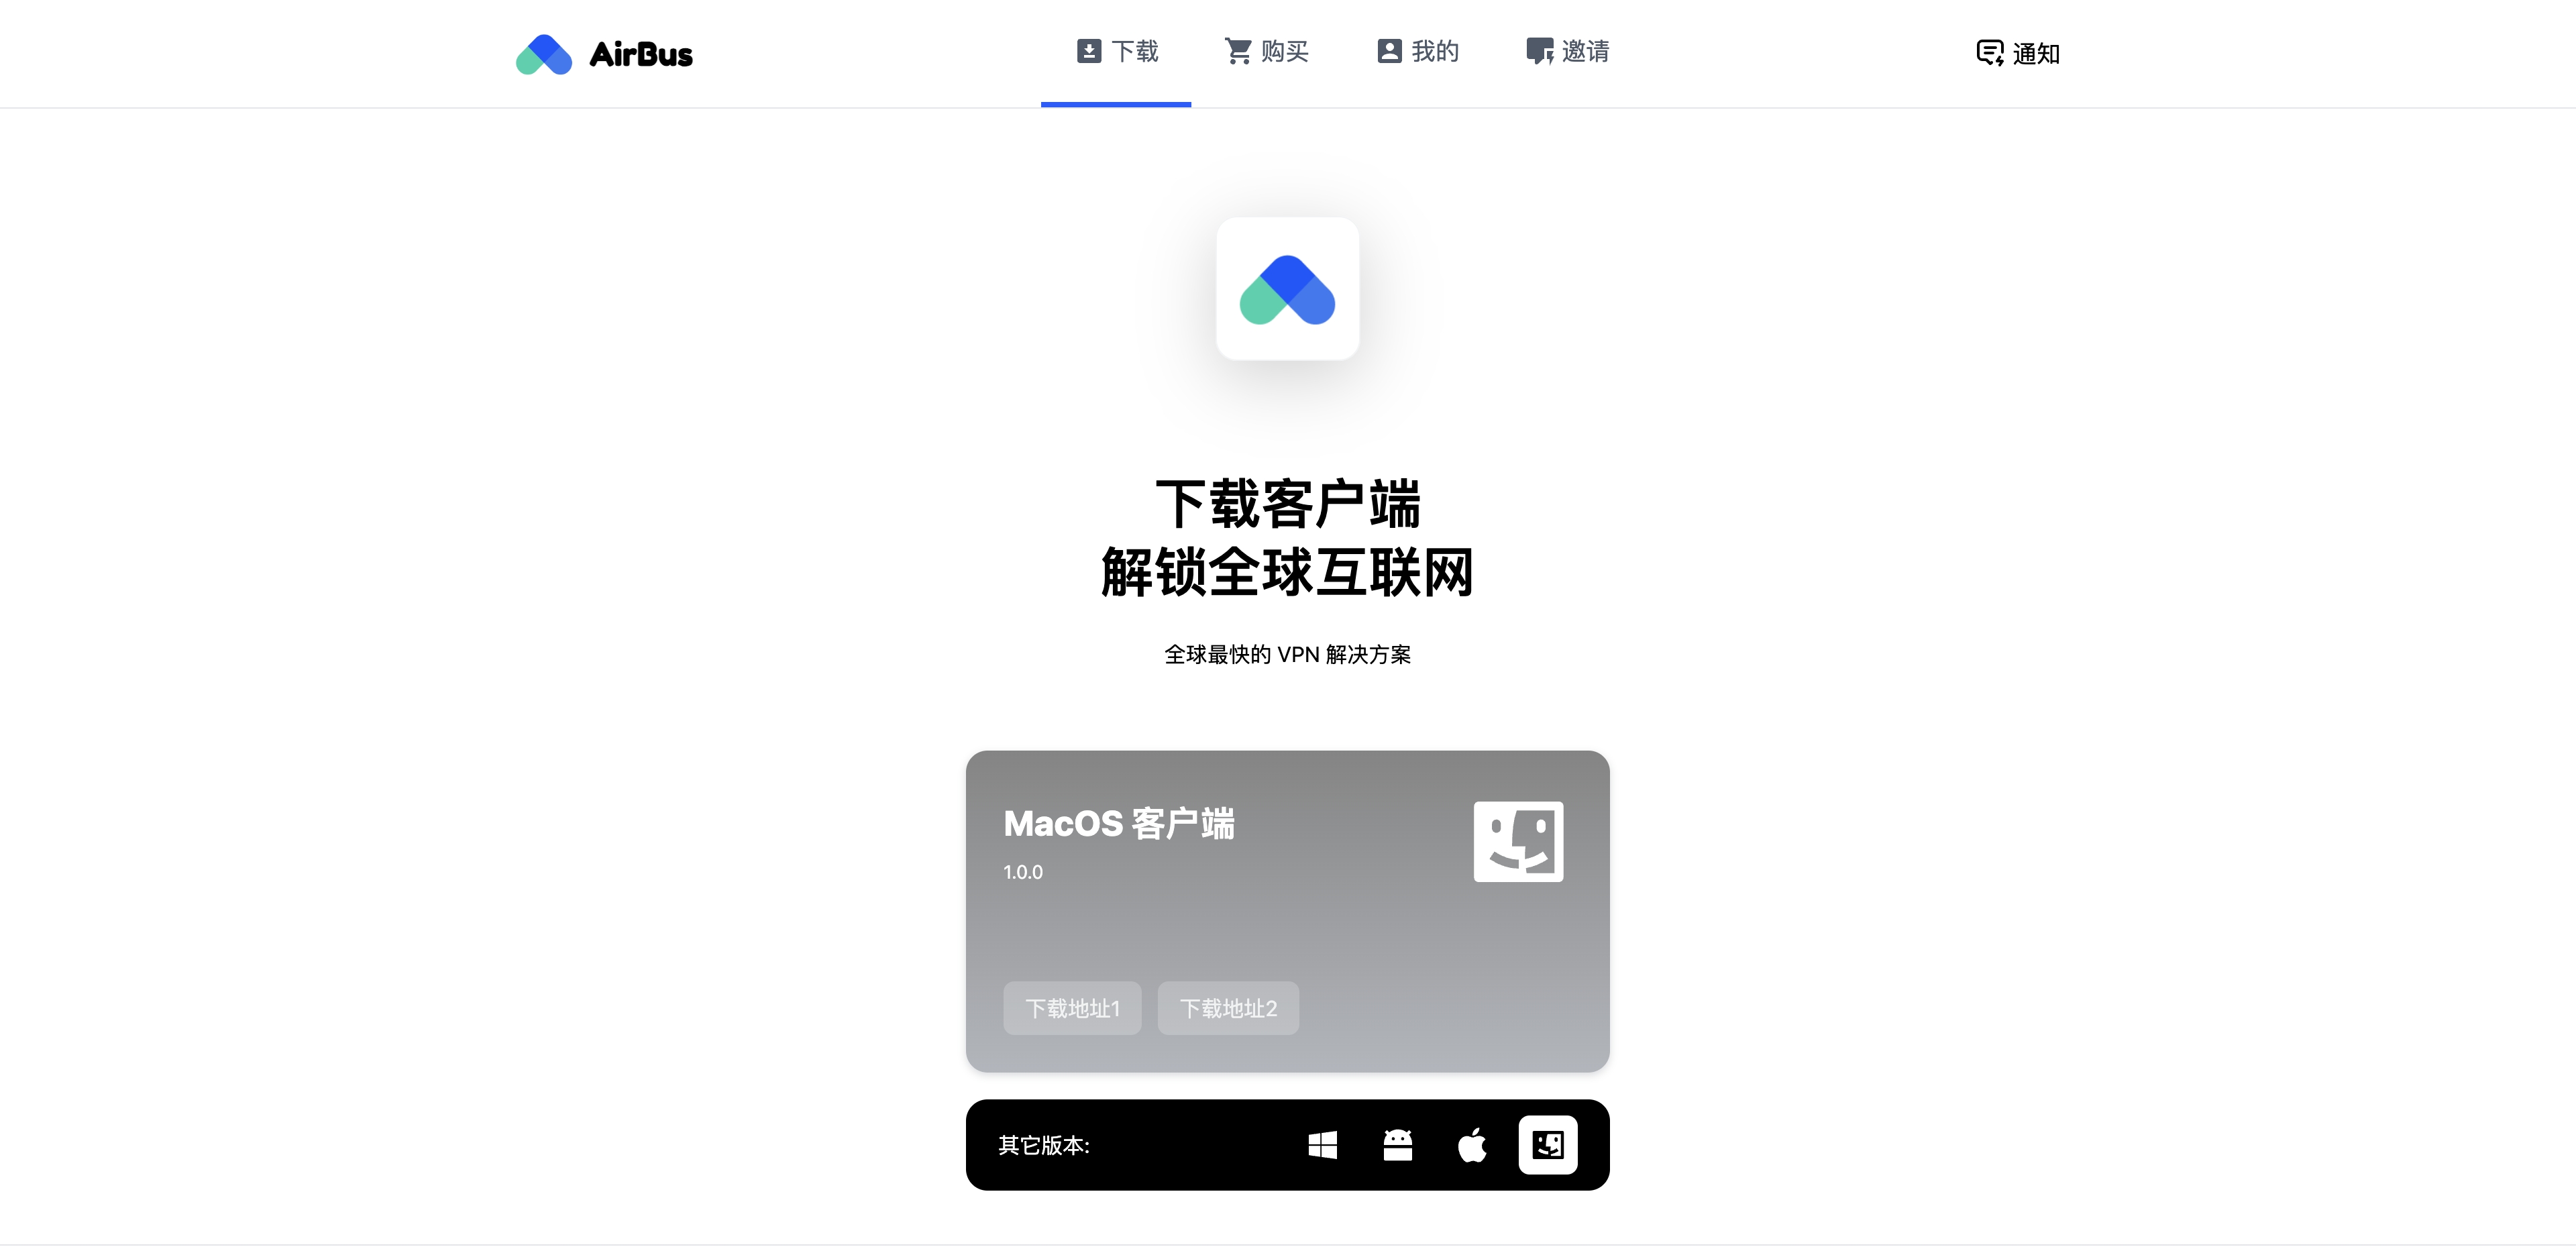 AirBus
下载
购买
我的
邀请
通知
下载客户端
解锁全球互联网
全球最快的 VPN 解决方案
MacOS 客户端
1.0.0
下载地址1
下载地址2
其它版本: